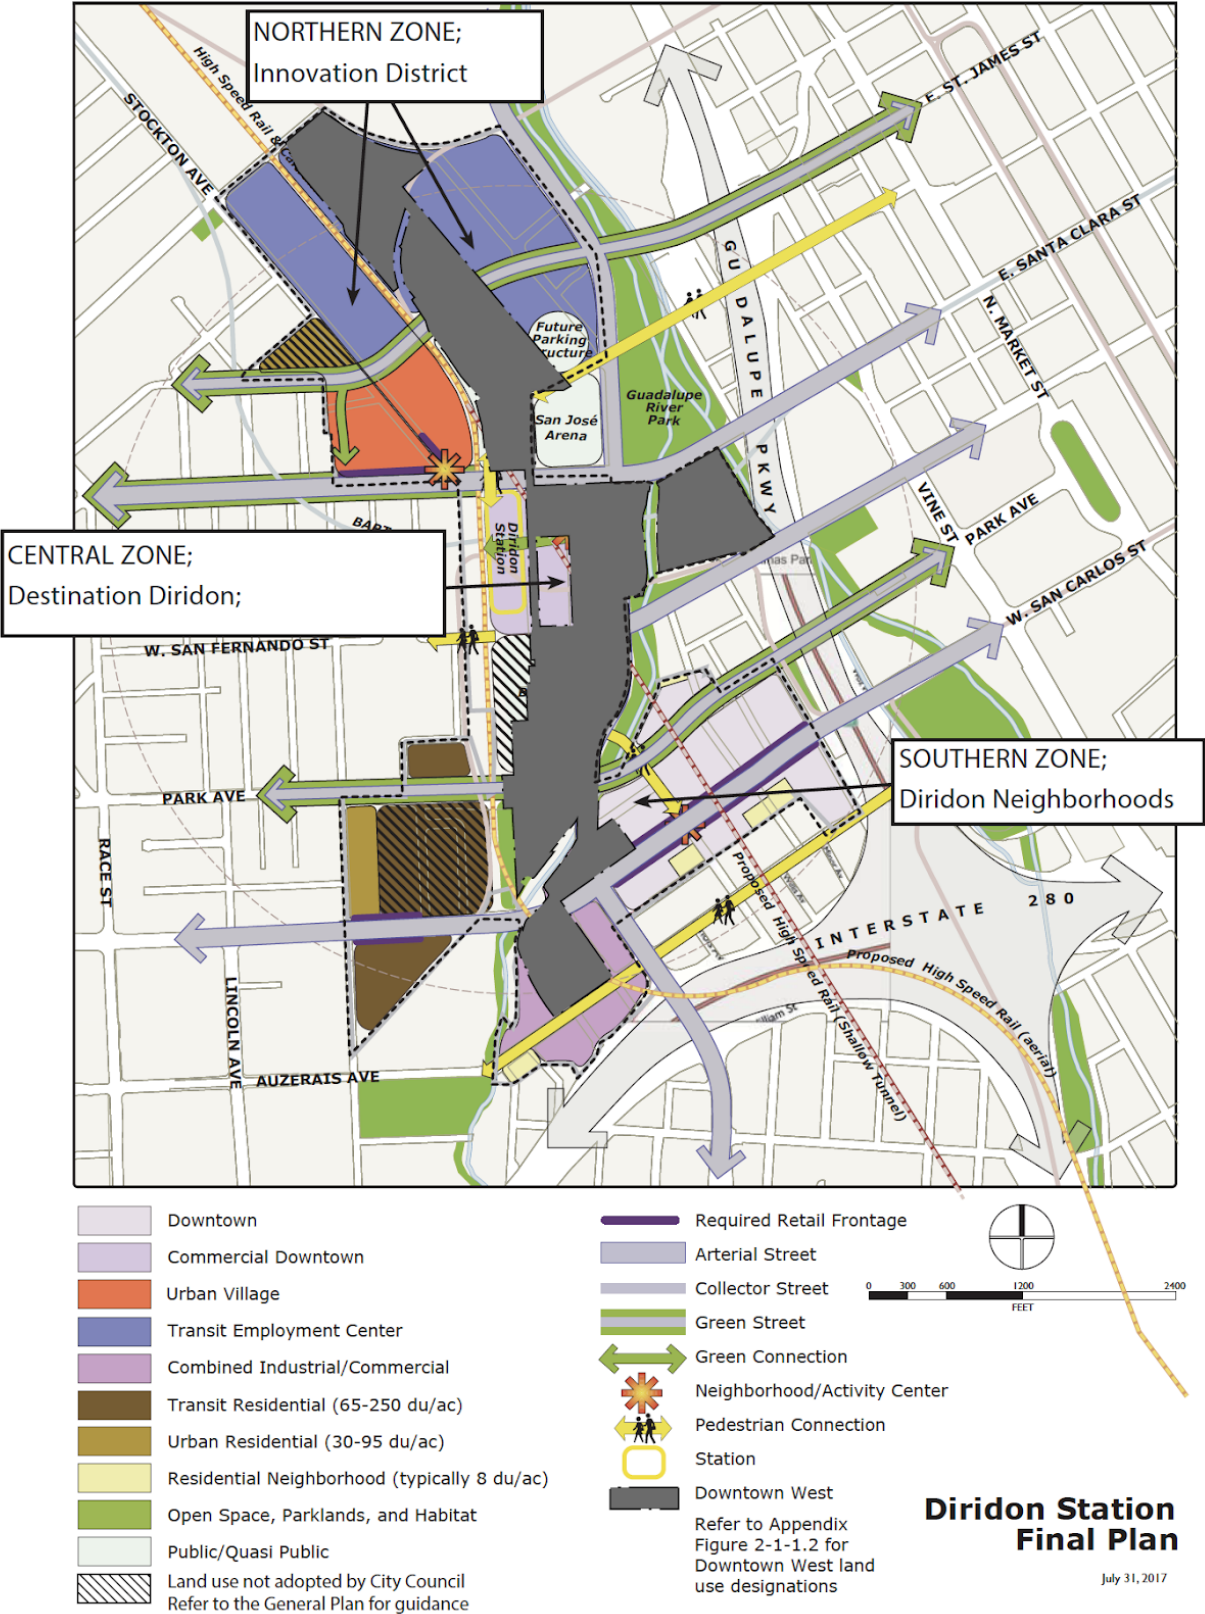 NORTHERN ZONE;
Innovation District
High Speed Rail &
STOCKTON AVE
E. ST. JAMES ST
E. SANTA CLARA ST
N. MARKET ST
GU DALUPE PKWY
Future
Parking
ructure
San José
Arena
Guadalupe
River
Park
VINE ST
PARK AVE
W. SAN CARLOS ST
Diridon
Station
CENTRAL ZONE;
Destination Diridon;
W. SAN FERNANDO ST
SOUTHERN ZONE;
Diridon Neighborhoods
PARK AVE
RACE ST
LINCOLN AVE
AUZERAIS AVE
INTERSTATE 280
Proposed High Speed Rail (Shallow Tunnel)
Proposed High Speed Rail (aerial)
Downtown
Commercial Downtown
Urban Village
Transit Employment Center
Combined Industrial/Commercial
Transit Residential (65-250 du/ac)
Urban Residential (30-95 du/ac)
Residential Neighborhood (typically 8 du/ac)
Open Space, Parklands, and Habitat
Public/Quasi Public
Land use not adopted by City Council
Refer to the General Plan for guidance
Required Retail Frontage
Arterial Street
Collector Street
Green Street
Green Connection
Neighborhood/Activity Center
Pedestrian Connection
Station
Downtown West
Refer to Appendix
Figure 2-1-1.2 for
Downtown West land
use designations
0 300 600 1200 2400
FEET
Diridon Station
Final Plan
July 31, 2017